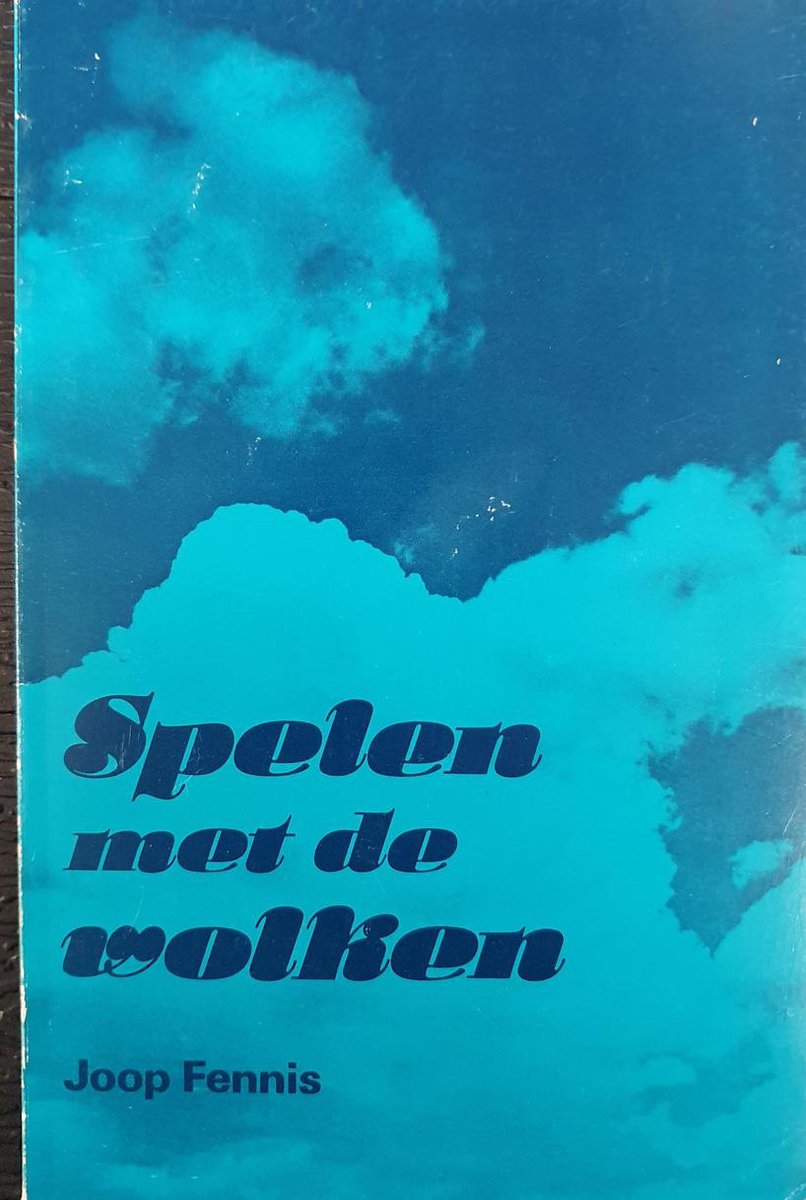 Spelen
met de
wolken
Joop Fennis